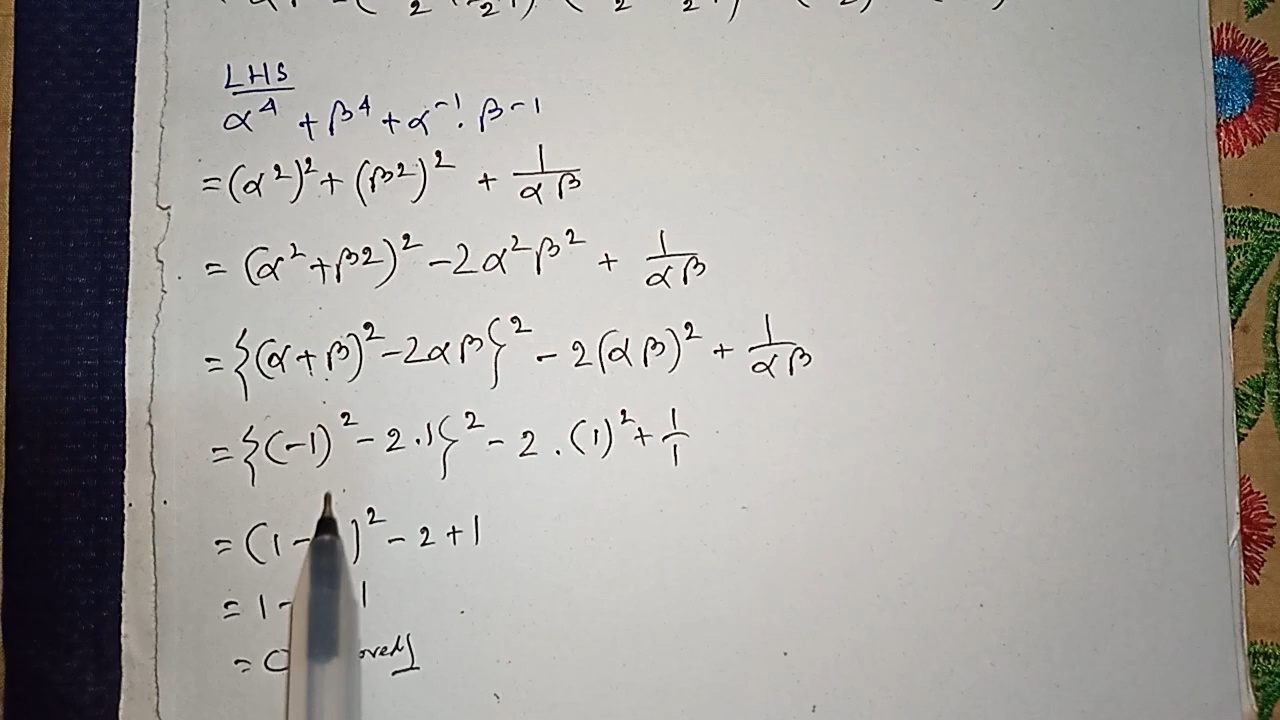 LHS
α⁴ + β⁴ + α⁻¹. β⁻¹
= (α²)² + (β²)² + 1/αβ
= (α² + β²)² - 2α²β² + 1/αβ
= {(α + β)² - 2αβ}² - 2(αβ)² + 1/αβ
= {(-1)² - 2.1}² - 2.(1)² + 1/1
= (1 - )² - 2 + 1
= 1 - 1
=